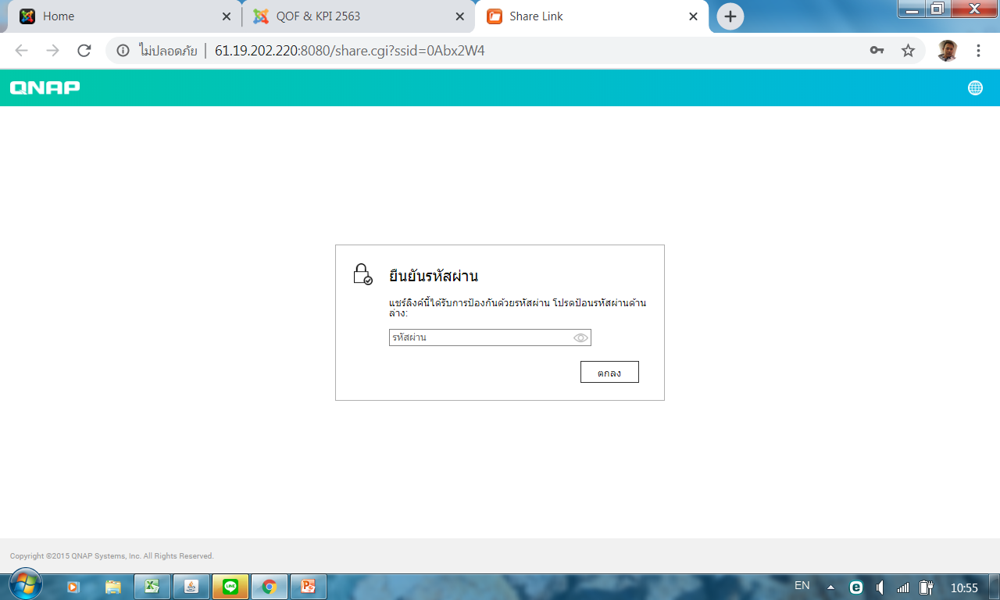 Home
QOF & KPI 2563
Share Link
ไม่ปลอดภัย
61.19.202.220:8080/share.cgi?ssid=0Abx2W4
QNAP
ยืนยันรหัสผ่าน
แชร์ลิงค์นี้ได้รับการป้องกันด้วยรหัสผ่าน โปรดป้อนรหัสผ่านด้าน
ล่าง:
รหัสผ่าน
ตกลง
Copyright ©2015 QNAP Systems, Inc. All Rights Reserved.
LINE
EN
10:55